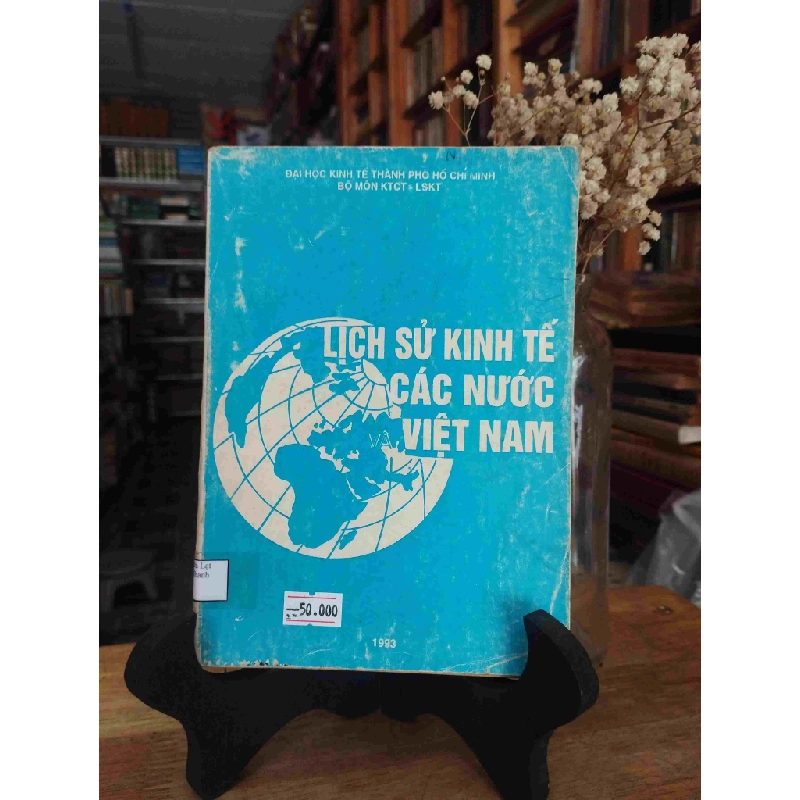 ĐẠI HỌC KINH TẾ THÀNH PHỐ HỒ CHÍ MINH
BỘ MÔN KTCT - LSKT
LỊCH SỬ KINH TẾ
CÁC NƯỚC
VÀ VIỆT NAM
50.000
1993